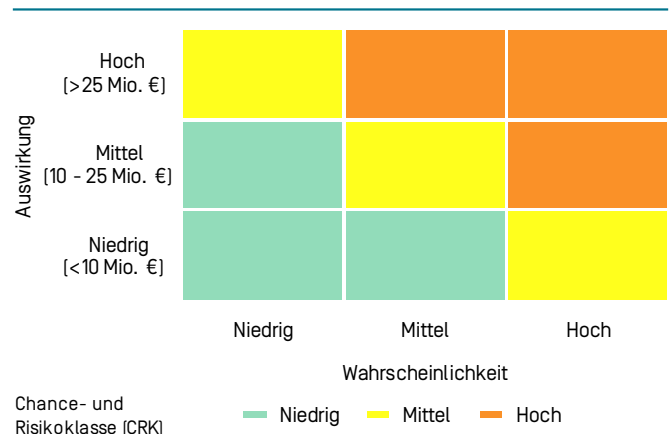 Auswirkung
Hoch
(>25 Mio. €)
Mittel
(10 - 25 Mio. €)
Niedrig
(<10 Mio. €)
Niedrig
Mittel
Hoch
Wahrscheinlichkeit
Chance- und
Risikoklasse (CRK)
Niedrig
Mittel
Hoch